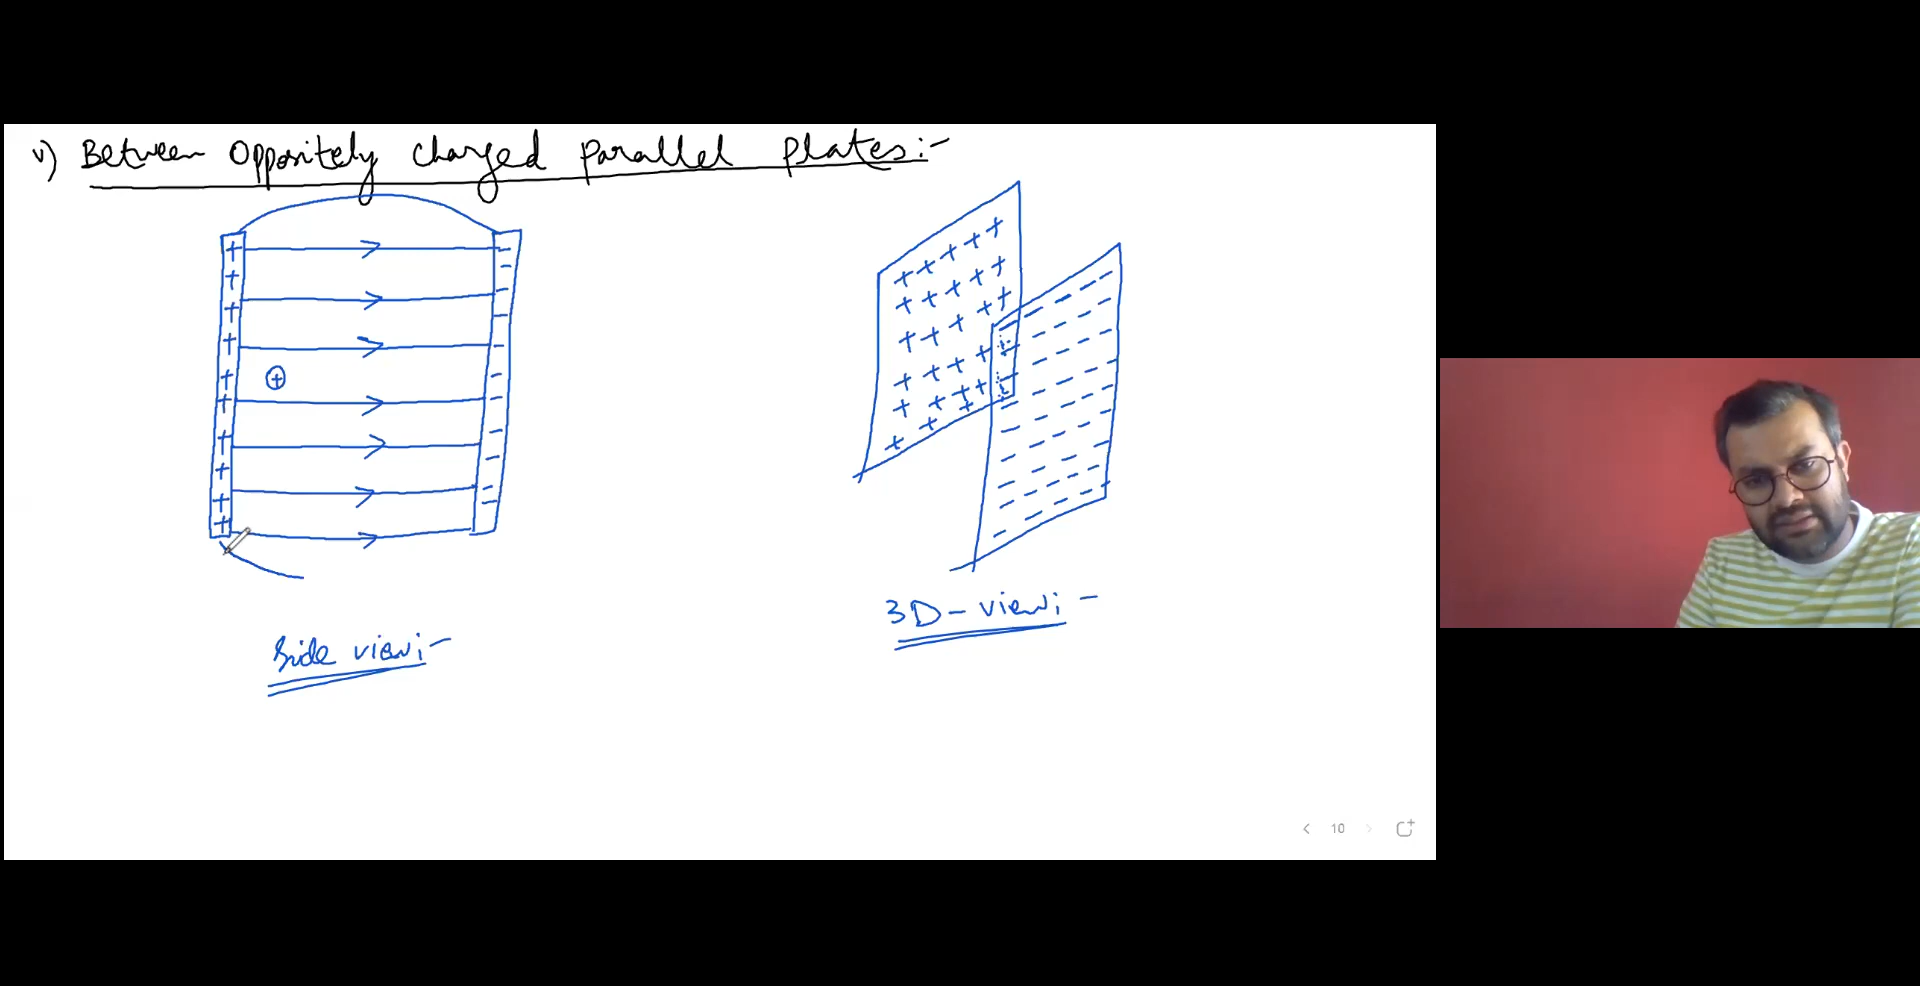 v) Between Oppositely charged parallel plates:-
Side view:-
3D-view:-
10